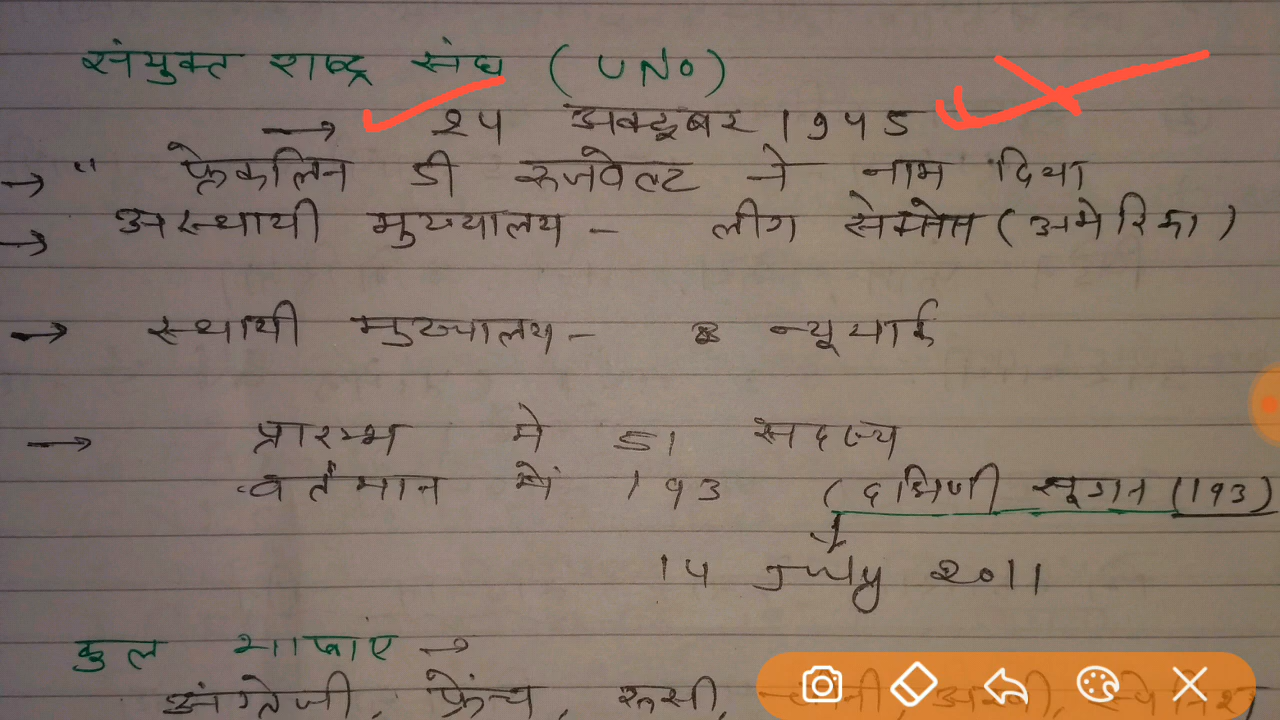 संयुक्त राष्ट्र संघ ( UNO )
→ 24 अक्टूबर 1945
→ " फ्रेंकलिन डी रुजवेल्ट ने नाम दिया
→ अस्थायी मुख्यालय - लीग (अमेरिका)
→ स्थायी मुख्यालय - न्यूयार्क
→ प्रारम्भ मे 51 सदस्य
वर्तमान में 193 (दक्षिणी सूडान (193)
14 July 2011
कुल भाषाएं →
अंग्रेजी, फ्रेंच, रूसी, चीनी, अरबी, स्पेनिश